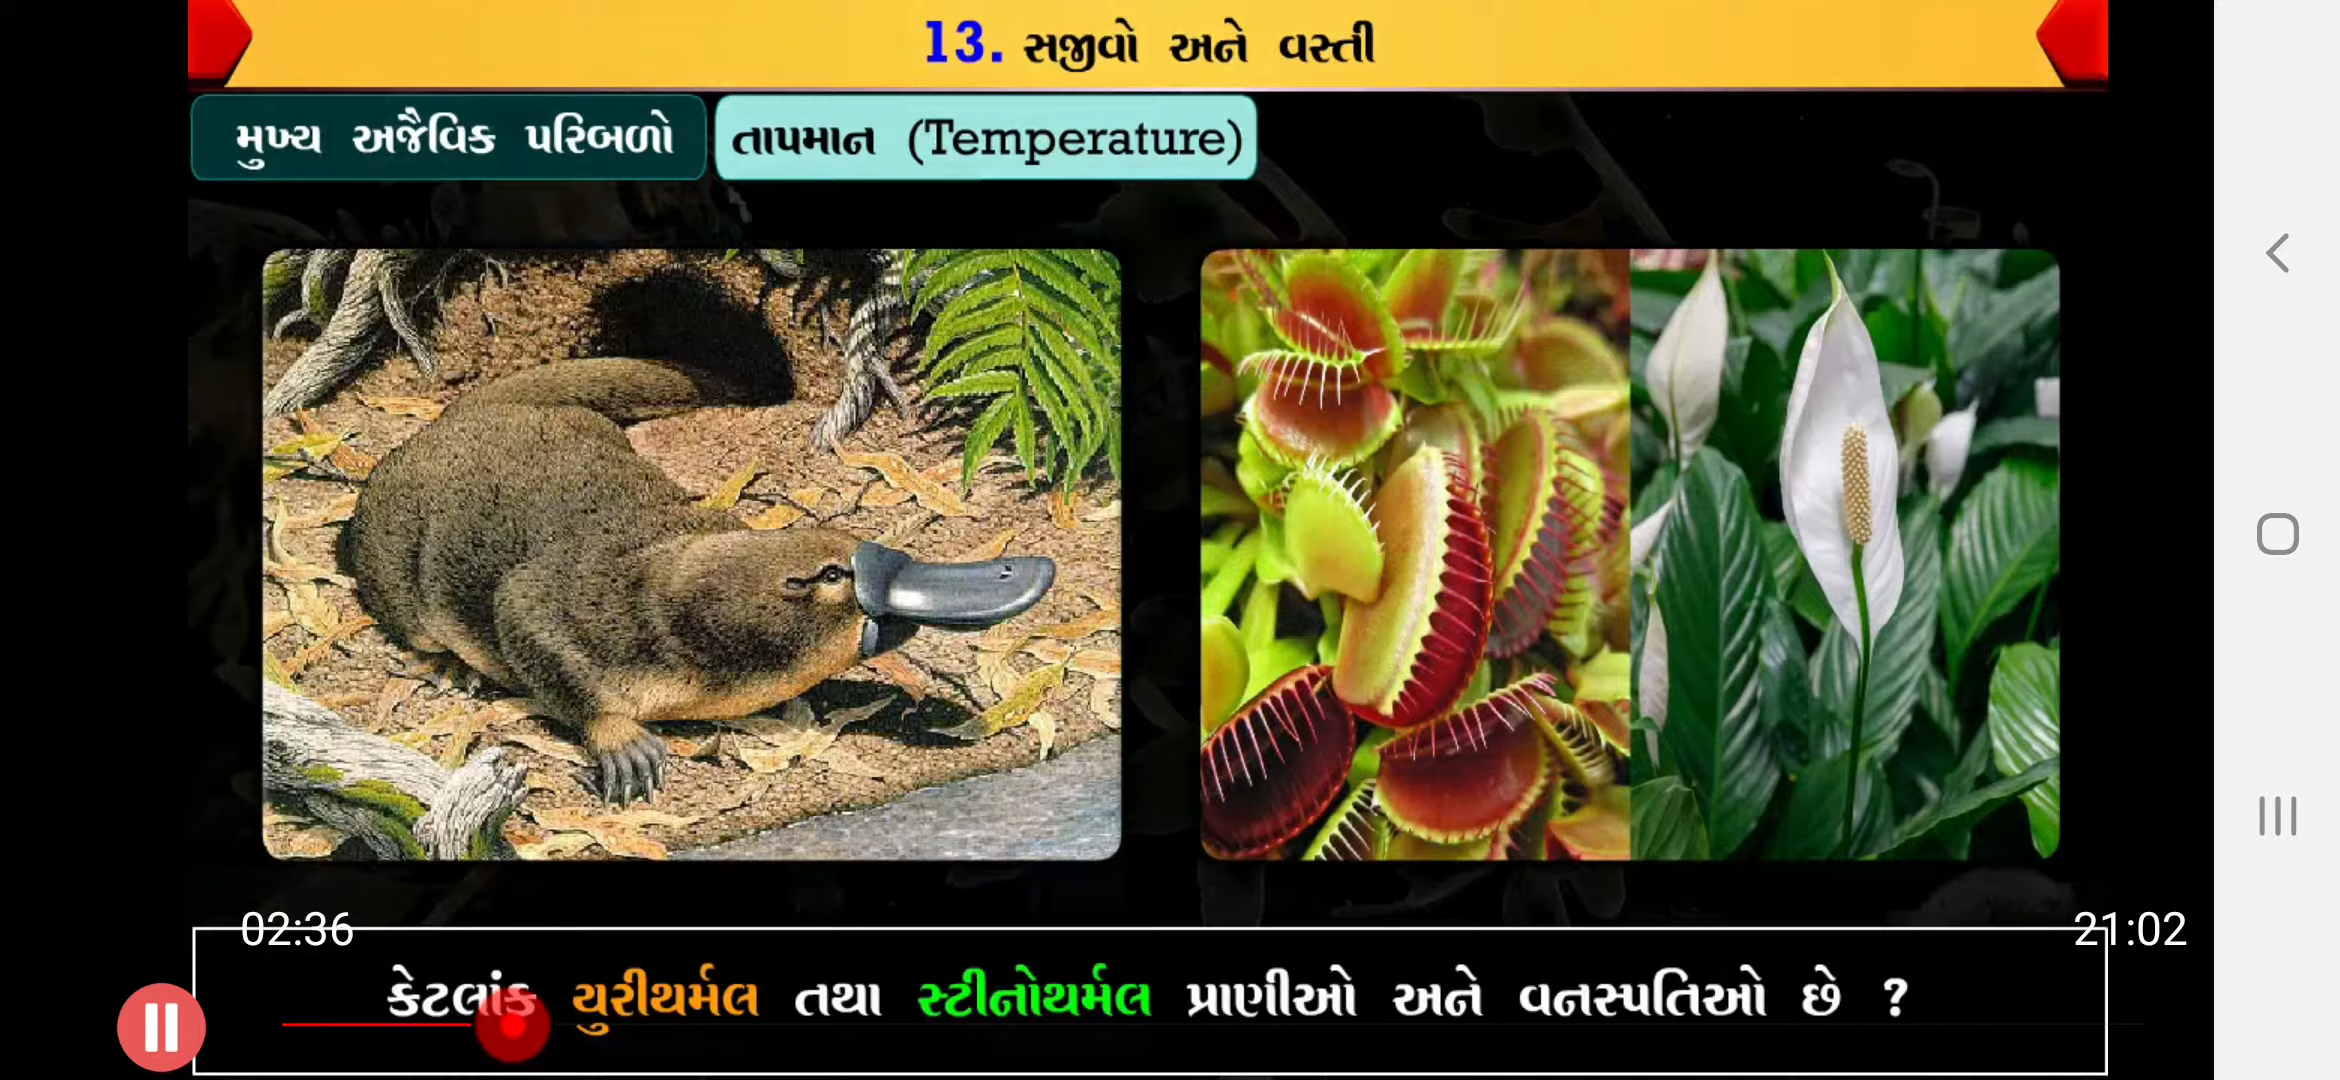 13. સજીવો અને વસ્તી
મુખ્ય અજૈવિક પરિબળો
તાપમાન (Temperature)
02:36
21:02
કેટલાંક યુરીથર્મલ તથા સ્ટીનોથર્મલ પ્રાણીઓ અને વનસ્પતિઓ છે ?